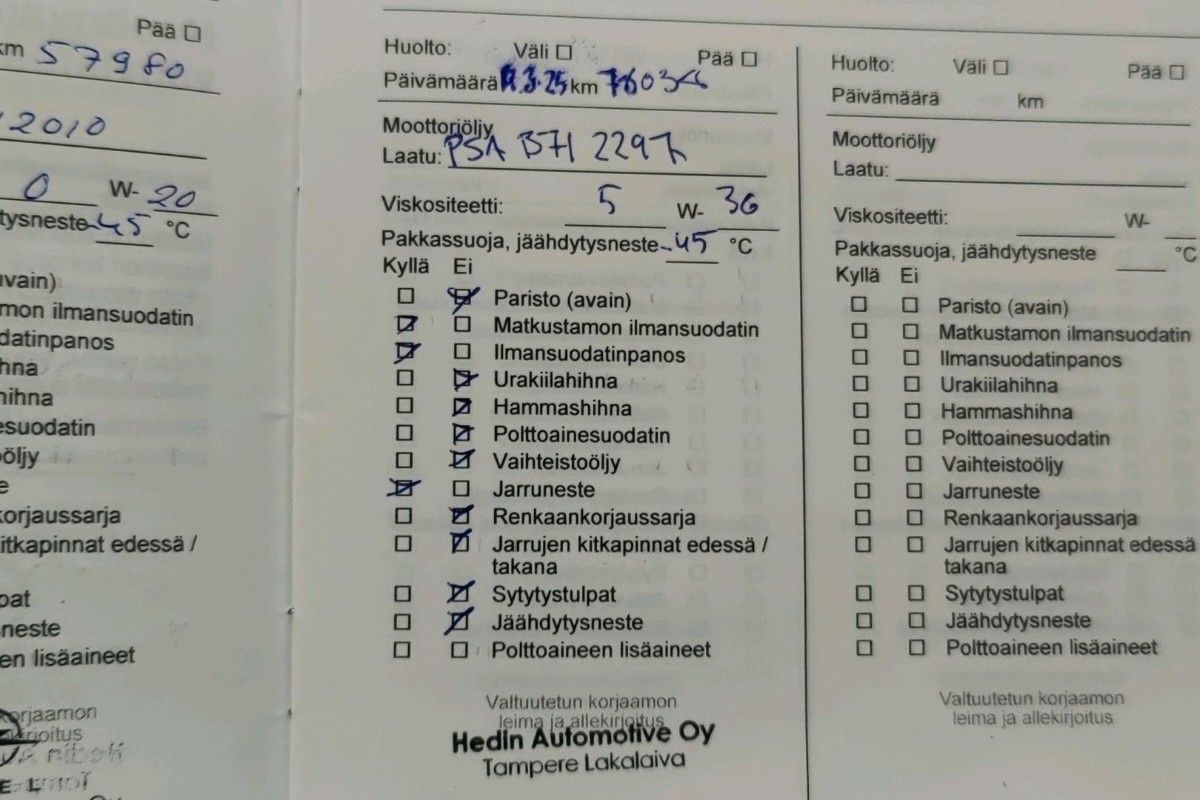 Pää
km 57980
2010
0 W-20
tysneste -45 °C
avain)
mon ilmansuodatin
datinpanos
hna
hihna
esuodatin
öljy
e
korjaussarja
itkapinnat edessä /
pat
neste
en lisäaineet
korjaamon
kirjoitus
Huolto: Väli Pää
Päivämäärä .3.25 km
Moottoriöljy
Laatu: PSA B71 2297
Viskositeetti: 5 W-30
Pakkassuoja, jäähdytysneste -45 °C
Kyllä Ei
Paristo (avain)
Matkustamon ilmansuodatin
Ilmansuodatinpanos
Urakiilahihna
Hammashihna
Polttoainesuodatin
Vaihteistoöljy
Jarruneste
Renkaankorjaussarja
Jarrujen kitkapinnat edessä /
takana
Sytytystulpat
Jäähdytysneste
Polttoaineen lisäaineet
Valtuutetun korjaamon
leima ja allekirjoitus
Hedin Automotive Oy
Tampere Lakalaiva
Huolto: Väli Pää
Päivämäärä km
Moottoriöljy
Laatu:
Viskositeetti: W-
Pakkassuoja, jäähdytysneste °C
Kyllä Ei
Paristo (avain)
Matkustamon ilmansuodatin
Ilmansuodatinpanos
Urakiilahihna
Hammashihna
Polttoainesuodatin
Vaihteistoöljy
Jarruneste
Renkaankorjaussarja
Jarrujen kitkapinnat edessä
takana
Sytytystulpat
Jäähdytysneste
Polttoaineen lisäaineet
Valtuutetun korjaamon
leima ja allekirjoitus